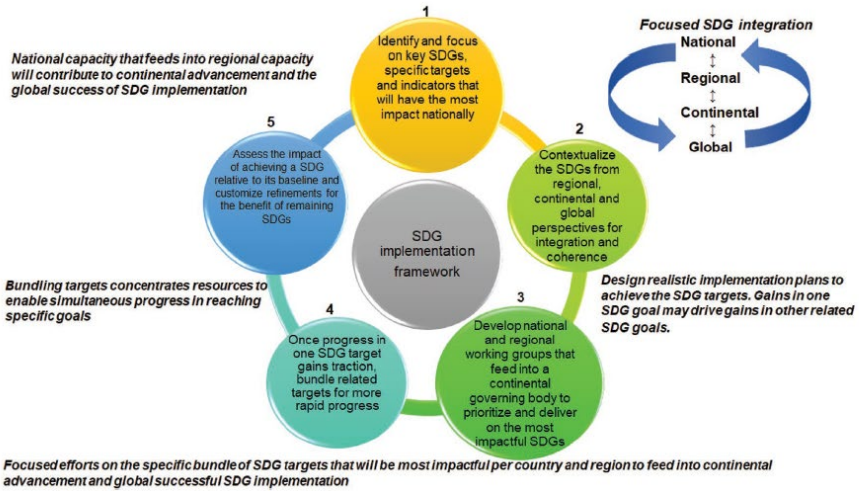 1
Identify and focus
on key SDGs,
specific targets
and indicators that
will have the most
impact nationally
Focused SDG integration
National
↕
Regional
↕
Continental
↕
Global
National capacity that feeds into regional capacity
will contribute to continental advancement and the
global success of SDG implementation
2
Contextualize
the SDGs from
regional,
continental and
global
perspectives for
integration and
coherence
5
Assess the impact
of achieving a SDG
relative to its baseline and
customize refinements for
the benefit of remaining
SDGs
SDG
implementation
framework
Design realistic implementation plans to
achieve the SDG targets. Gains in one
SDG goal may drive gains in other related
SDG goals.
Bundling targets concentrates resources to
enable simultaneous progress in reaching
specific goals
3
Develop national
and regional
working groups that
feed into a
continental
governing body to
prioritize and deliver
on the most
impactful SDGs
4
Once progress in
one SDG target
gains traction,
bundle related
targets for more
rapid progress
Focused efforts on the specific bundle of SDG targets that will be most impactful per country and region to feed into continental
advancement and global successful SDG implementation